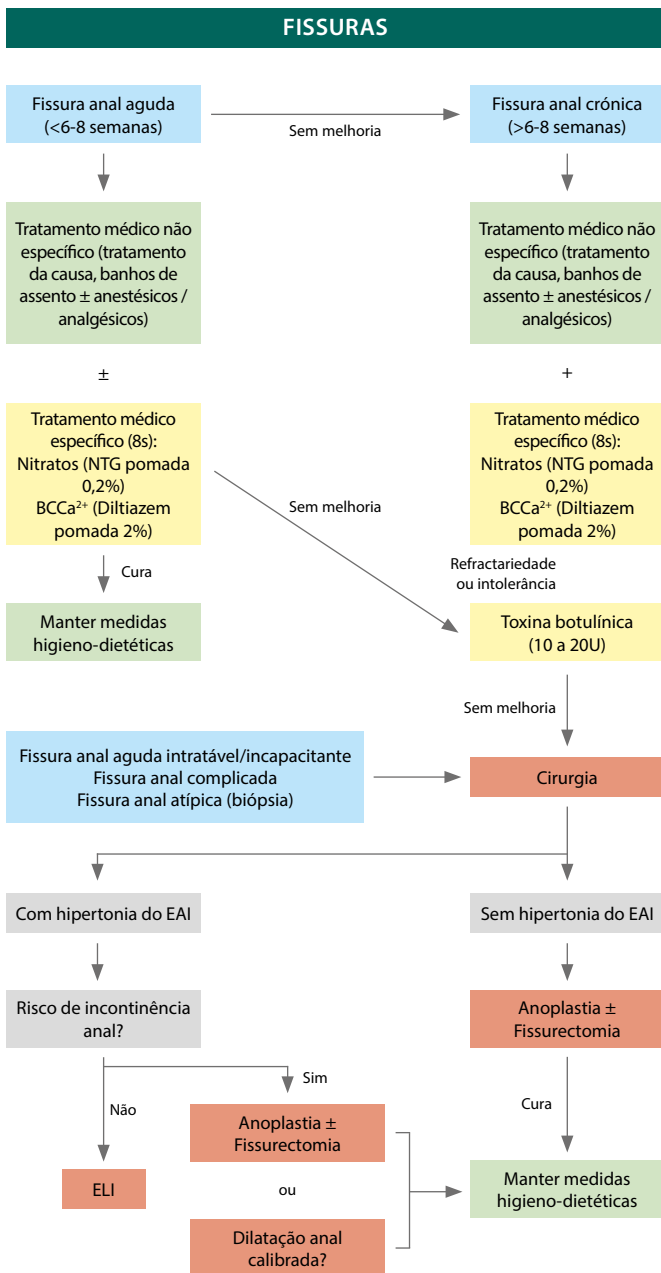 FISSURAS
Fissura anal aguda
(<6-8 semanas)
Sem melhoria
Fissura anal crónica
(>6-8 semanas)
Tratamento médico não
específico (tratamento
da causa, banhos de
assento ± anestésicos /
analgésicos)
Tratamento médico não
específico (tratamento
da causa, banhos de
assento ± anestésicos /
analgésicos)
±
+
Tratamento médico
específico (8s):
Nitratos (NTG pomada
0,2%)
BCCa²⁺ (Diltiazem
pomada 2%)
Sem melhoria
Tratamento médico
específico (8s):
Nitratos (NTG pomada
0,2%)
BCCa²⁺ (Diltiazem
pomada 2%)
Cura
Refractariedade
ou intolerância
Manter medidas
higieno-dietéticas
Toxina botulínica
(10 a 20U)
Sem melhoria
Fissura anal aguda intratável/incapacitante
Fissura anal complicada
Fissura anal atípica (biópsia)
Cirurgia
Com hipertonia do EAI
Sem hipertonia do EAI
Risco de incontinência
anal?
Anoplastia ±
Fissurectomia
Sim
Não
Anoplastia ±
Fissurectomia
Cura
ELI
ou
Manter medidas
higieno-dietéticas
Dilatação anal
calibrada?